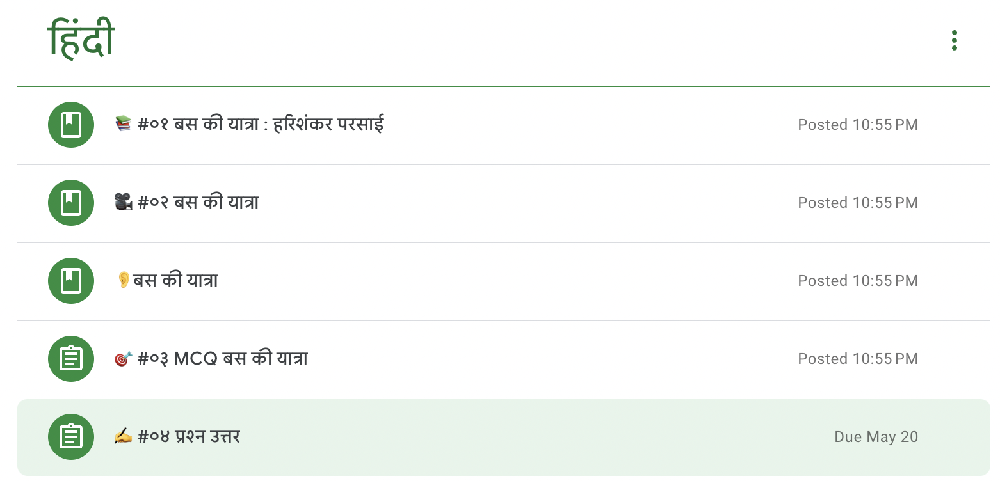 हिंदी
📚 #०१ बस की यात्रा : हरिशंकर परसाई Posted 10:55 PM
🎥 #०२ बस की यात्रा Posted 10:55 PM
👂बस की यात्रा Posted 10:55 PM
🎯 #०३ MCQ बस की यात्रा Posted 10:55 PM
✍️ #०४ प्रश्न उत्तर Due May 20